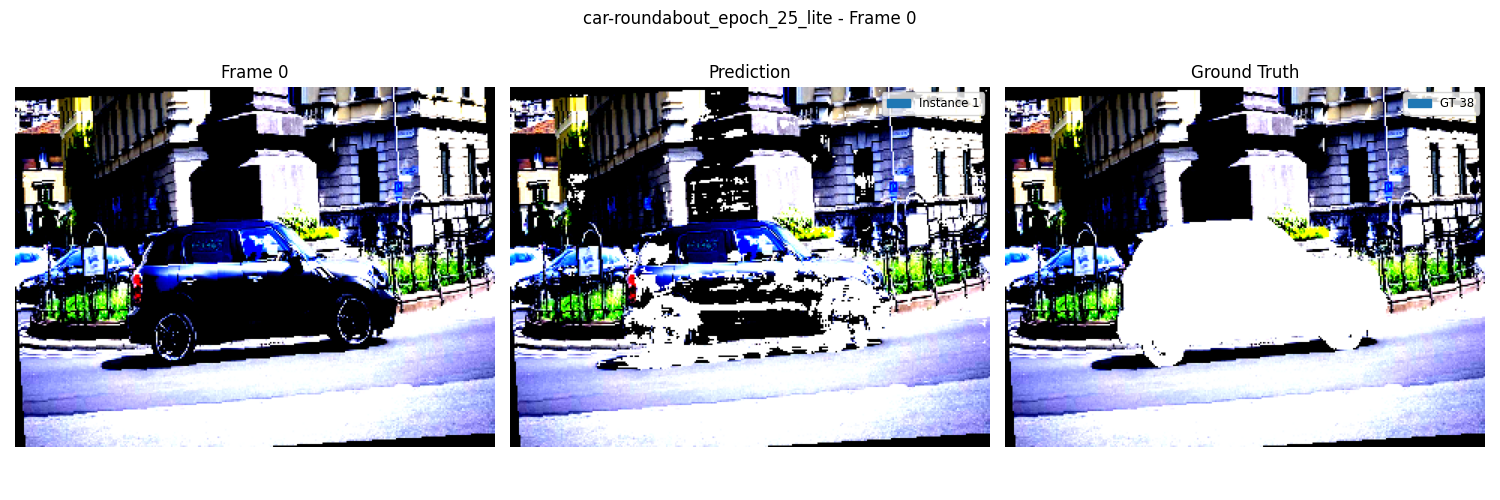 car-roundabout_epoch_25_lite - Frame 0
Frame 0
Prediction
Ground Truth
Instance 1
GT 38